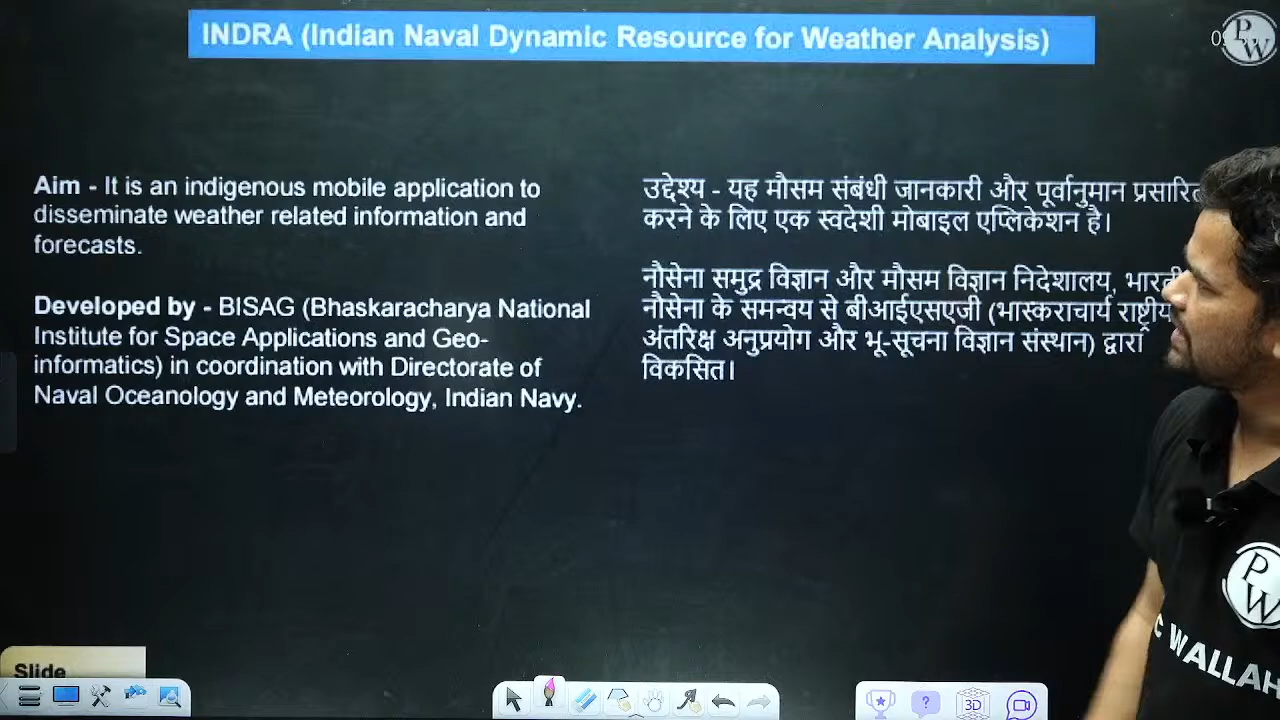 INDRA (Indian Naval Dynamic Resource for Weather Analysis)
PW
Aim - It is an indigenous mobile application to
disseminate weather related information and
forecasts.
Developed by - BISAG (Bhaskaracharya National
Institute for Space Applications and Geo-
informatics) in coordination with Directorate of
Naval Oceanology and Meteorology, Indian Navy.
उद्देश्य - यह मौसम संबंधी जानकारी और पूर्वानुमान
करने के लिए एक स्वदेशी मोबाइल एप्लिकेशन है।
नौसेना समुद्र विज्ञान और मौसम विज्ञान निदेशालय,
नौसेना के समन्वय से बीआईएसएजी (भास्कराचार्य राष्ट्रीय
अंतरिक्ष अनुप्रयोग और भू-सूचना विज्ञान संस्थान) द्वारा
विकसित।
PW
WALLAH
Slide
3D